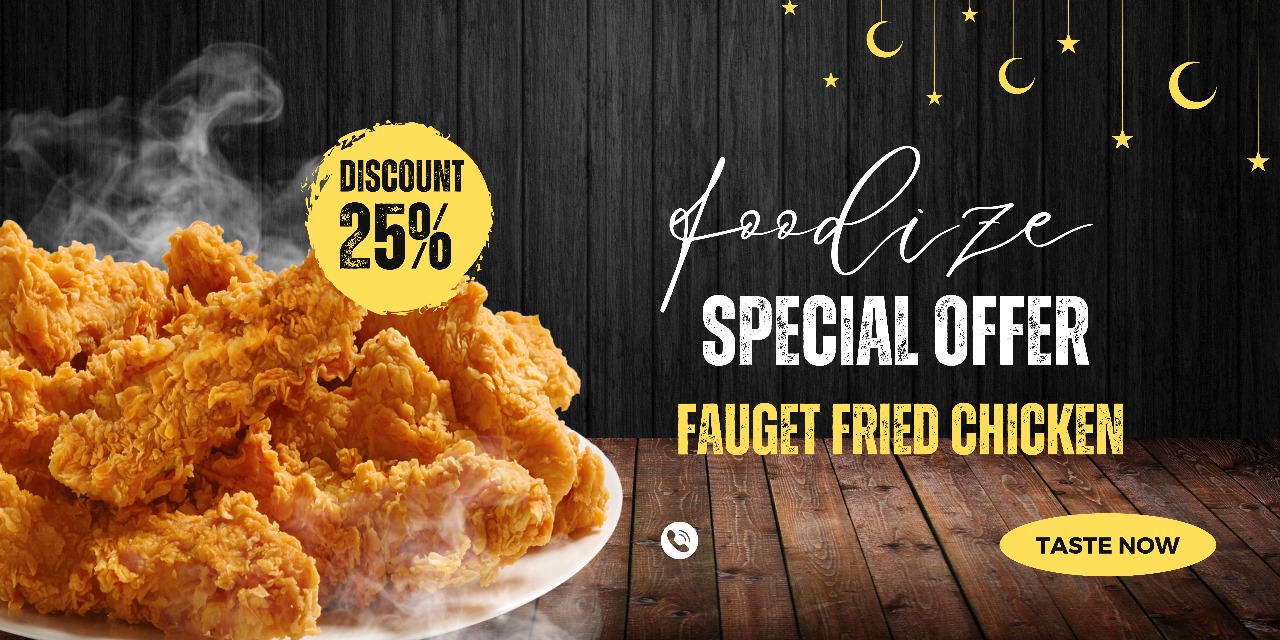 DISCOUNT
25%
foodize
SPECIAL OFFER
FAUGET FRIED CHICKEN
TASTE NOW